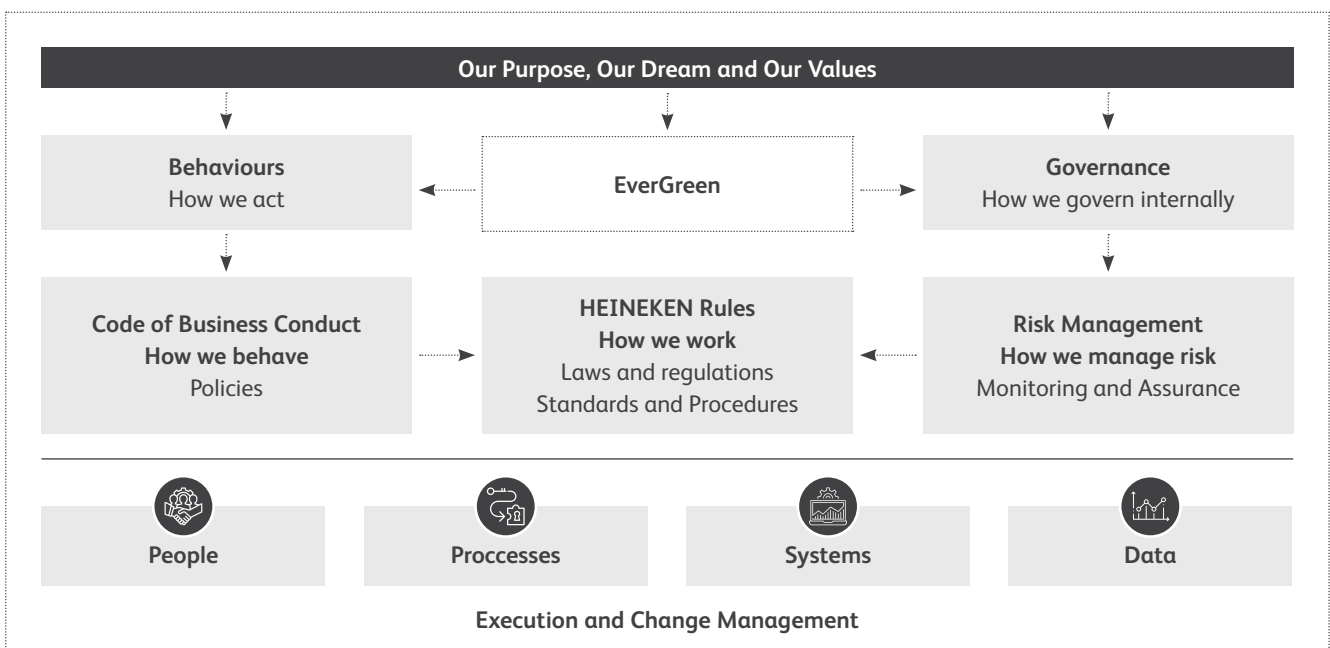 Our Purpose, Our Dream and Our Values
Behaviours
How we act
EverGreen
Governance
How we govern internally
Code of Business Conduct
How we behave
Policies
HEINEKEN Rules
How we work
Laws and regulations
Standards and Procedures
Risk Management
How we manage risk
Monitoring and Assurance
People
Proccesses
Systems
Data
Execution and Change Management